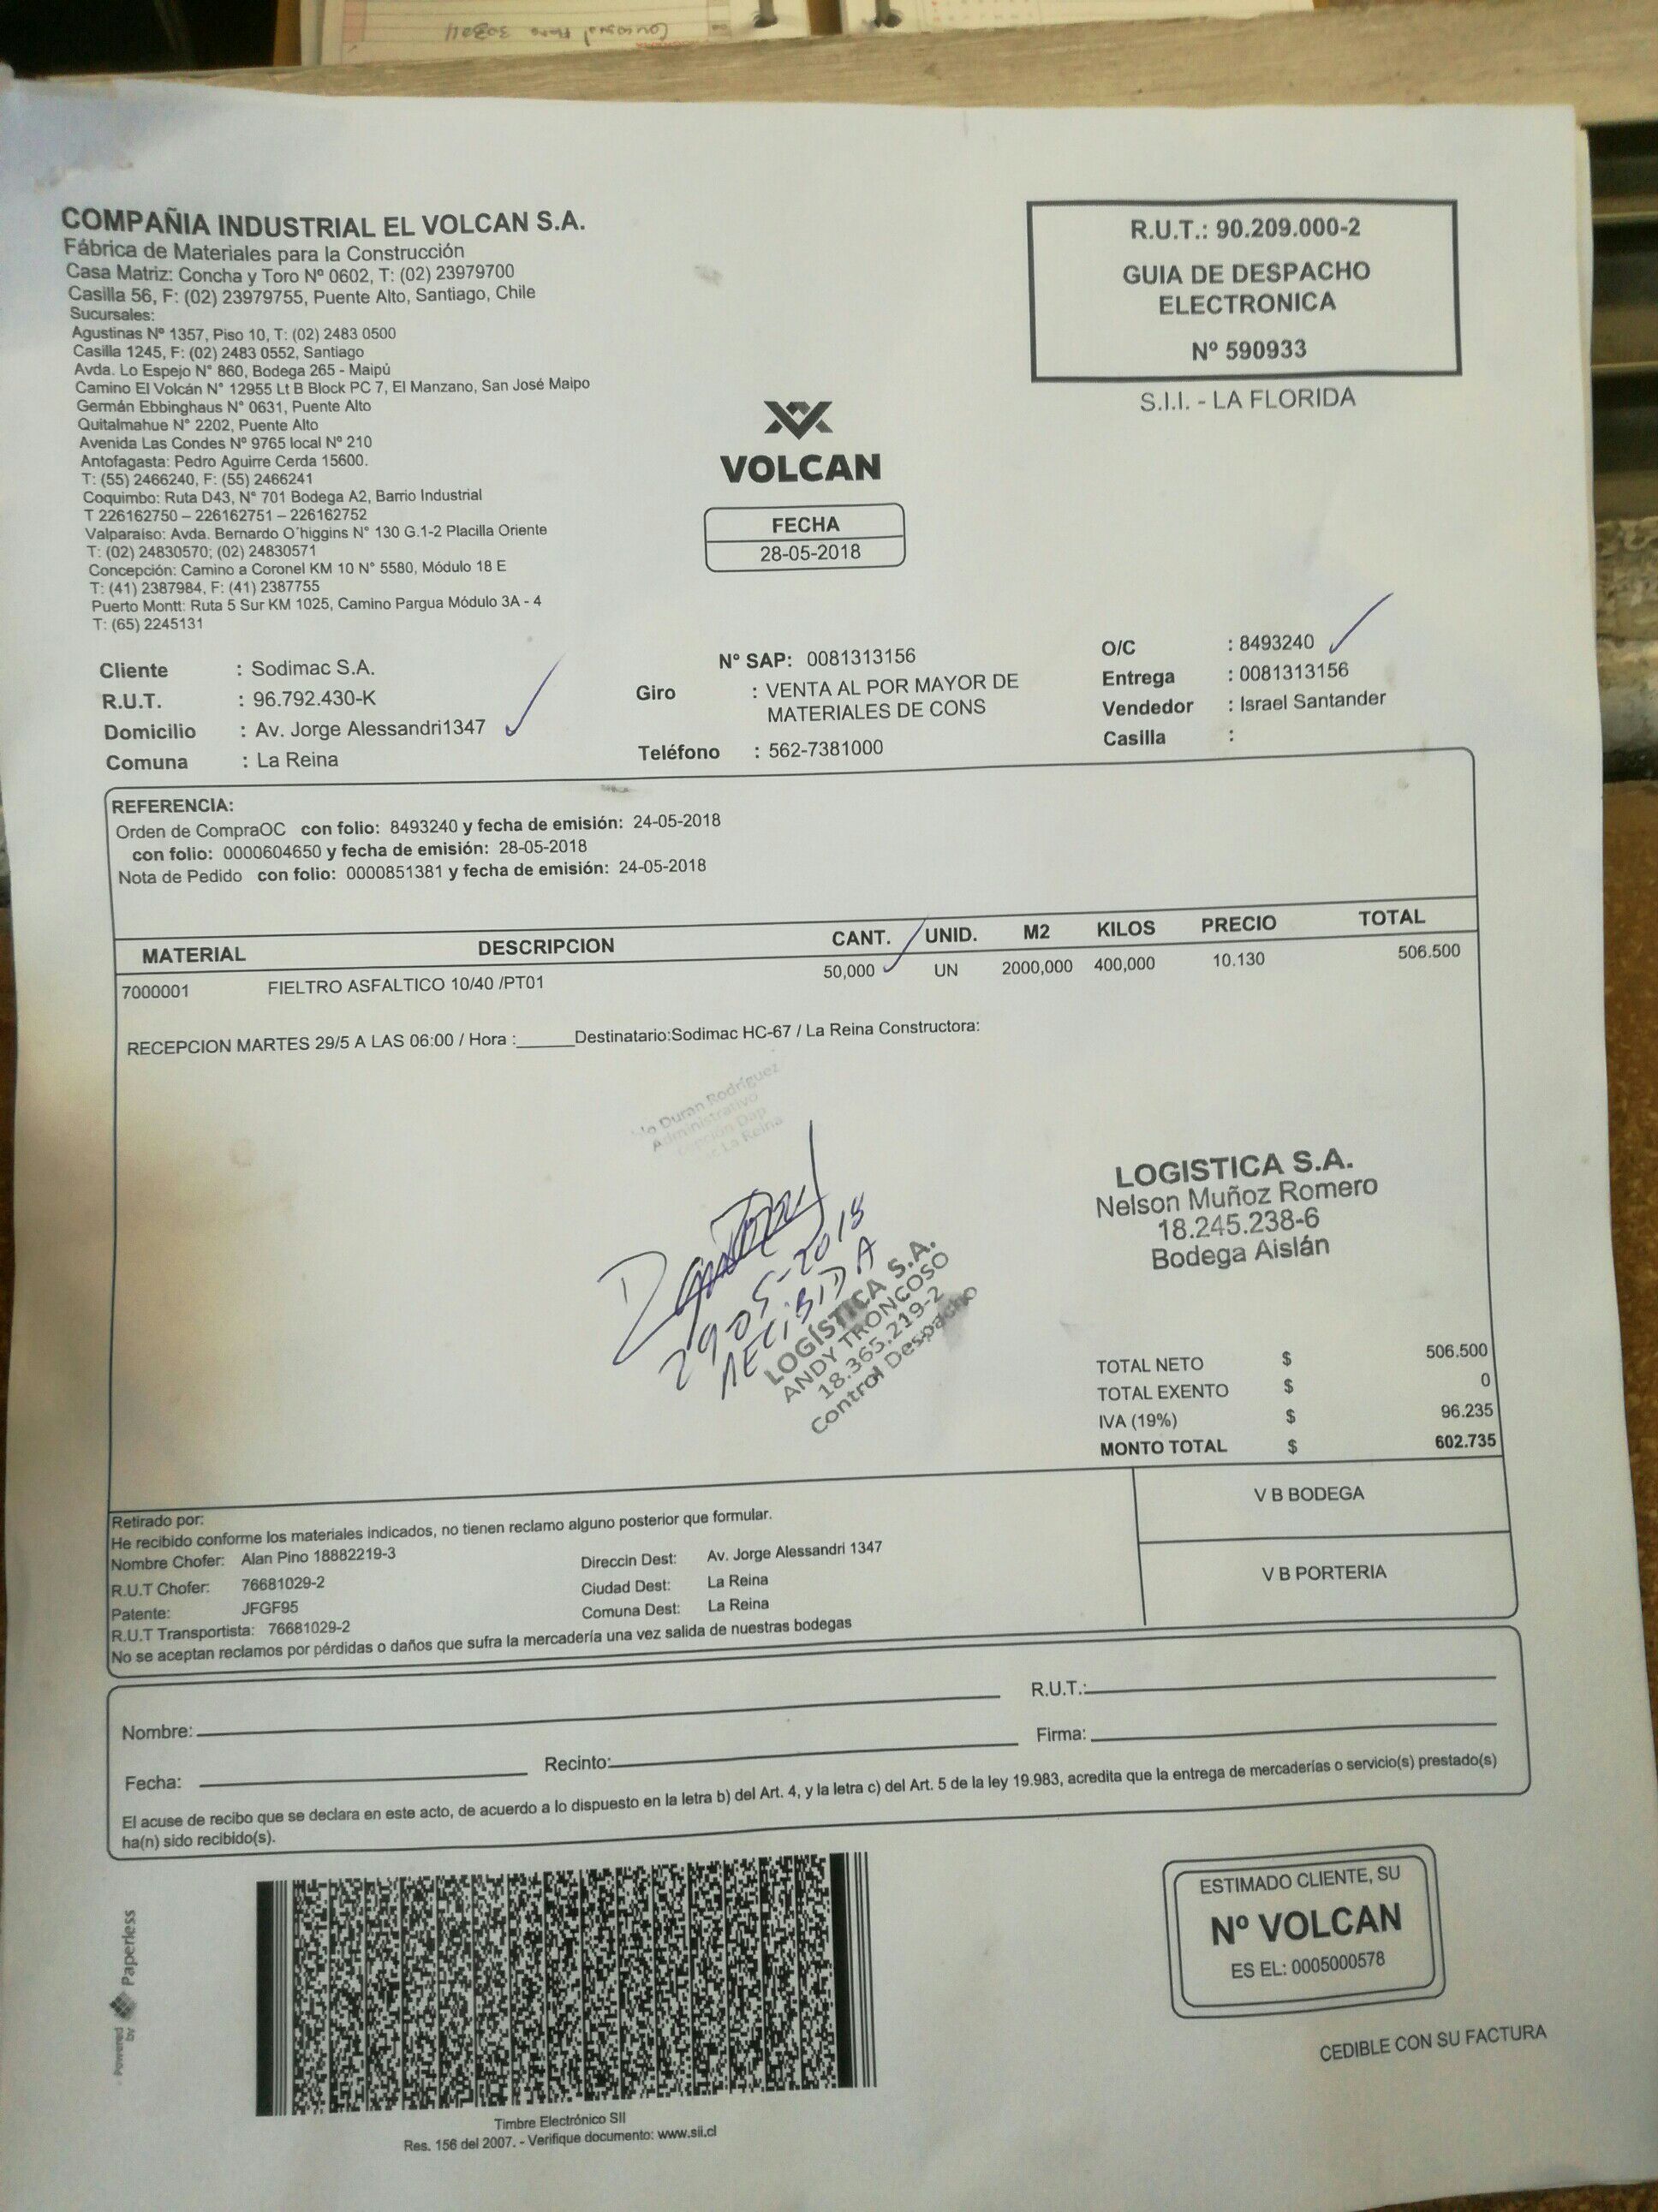 COMPAÑIA INDUSTRIAL EL VOLCAN S.A.
Fábrica de Materiales para la Construcción
Casa Matriz: Concha y Toro Nº 0602, T: (02) 23979700
Casilla 56, F: (02) 23979755, Puente Alto, Santiago, Chile
Sucursales:
Agustinas Nº 1357, Piso 10, T: (02) 2483 0500
Casilla 1245, F: (02) 2483 0552, Santiago
Avda. Lo Espejo N° 860, Bodega 265 - Maipú
Camino El Volcán N° 12955 Lt B Block PC 7, El Manzano, San José Maipo
Germán Ebbinghaus N° 0631, Puente Alto
Quitalmahue N° 2202, Puente Alto
Avenida Las Condes Nº 9765 local Nº 210
Antofagasta: Pedro Aguirre Cerda 15600.
T: (55) 2466240, F: (55) 2466241
Coquimbo: Ruta D43, N° 701 Bodega A2, Barrio Industrial
T 226162750 – 226162751 – 226162752
Valparaiso: Avda. Bernardo O´higgins N° 130 G.1-2 Placilla Oriente
T: (02) 24830570; (02) 24830571
Concepción: Camino a Coronel KM 10 N° 5580, Módulo 18 E
T: (41) 2387984, F: (41) 2387755
Puerto Montt: Ruta 5 Sur KM 1025, Camino Pargua Módulo 3A - 4
T: (65) 2245131
R.U.T.: 90.209.000-2
GUIA DE DESPACHO
ELECTRONICA
Nº 590933
S.I.I. - LA FLORIDA
VOLCAN
FECHA
28-05-2018
Cliente : Sodimac S.A.
R.U.T. : 96.792.430-K
Domicilio : Av. Jorge Alessandri1347
Comuna : La Reina
Nº SAP: 0081313156
Giro : VENTA AL POR MAYOR DE
MATERIALES DE CONS
Teléfono : 562-7381000
O/C : 8493240
Entrega : 0081313156
Vendedor : Israel Santander
Casilla :
REFERENCIA:
Orden de CompraOC con folio: 8493240 y fecha de emisión: 24-05-2018
con folio: 0000604650 y fecha de emisión: 28-05-2018
Nota de Pedido con folio: 0000851381 y fecha de emisión: 24-05-2018
MATERIAL DESCRIPCION CANT. UNID. M2 KILOS PRECIO TOTAL
7000001 FIELTRO ASFALTICO 10/40 /PT01 50,000 UN 2000,000 400,000 10.130 506.500
RECEPCION MARTES 29/5 A LAS 06:00 / Hora :______Destinatario:Sodimac HC-67 / La Reina Constructora:
Duran Rodríguez
Administrativo
La Reina
29-05-2018
RECIBIDA
LOGÍSTICA S.A.
ANDY TRONCOSO
18.365.219-2
Control Despacho
LOGISTICA S.A.
Nelson Muñoz Romero
18.245.238-6
Bodega Aislán
TOTAL NETO $ 506.500
TOTAL EXENTO $ 0
IVA (19%) $ 96.235
MONTO TOTAL $ 602.735
V B BODEGA
V B PORTERIA
Retirado por:
He recibido conforme los materiales indicados, no tienen reclamo alguno posterior que formular.
Nombre Chofer: Alan Pino 18882219-3
R.U.T Chofer: 76681029-2
Patente: JFGF95
R.U.T Transportista: 76681029-2
Direccin Dest: Av. Jorge Alessandri 1347
Ciudad Dest: La Reina
Comuna Dest: La Reina
No se aceptan reclamos por pérdidas o daños que sufra la mercadería una vez salida de nuestras bodegas
Nombre: R.U.T.:
Fecha: Recinto: Firma:
El acuse de recibo que se declara en este acto, de acuerdo a lo dispuesto en la letra b) del Art. 4, y la letra c) del Art. 5 de la ley 19.983, acredita que la entrega de mercaderías o servicio(s) prestado(s)
ha(n) sido recibido(s).
Powered by Paperless
Timbre Electrónico SII
Res. 156 del 2007. - Verifique documento: www.sii.cl
ESTIMADO CLIENTE, SU
Nº VOLCAN
ES EL: 0005000578
CEDIBLE CON SU FACTURA